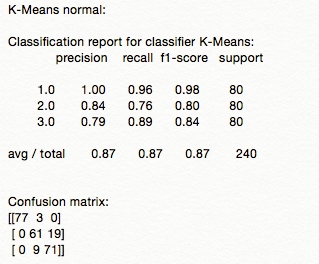 K-Means normal:
Classification report for classifier K-Means:
precision recall f1-score support
1.0 1.00 0.96 0.98 80
2.0 0.84 0.76 0.80 80
3.0 0.79 0.89 0.84 80
avg / total 0.87 0.87 0.87 240
Confusion matrix:
[[77 3 0]
[ 0 61 19]
[ 0 9 71]]